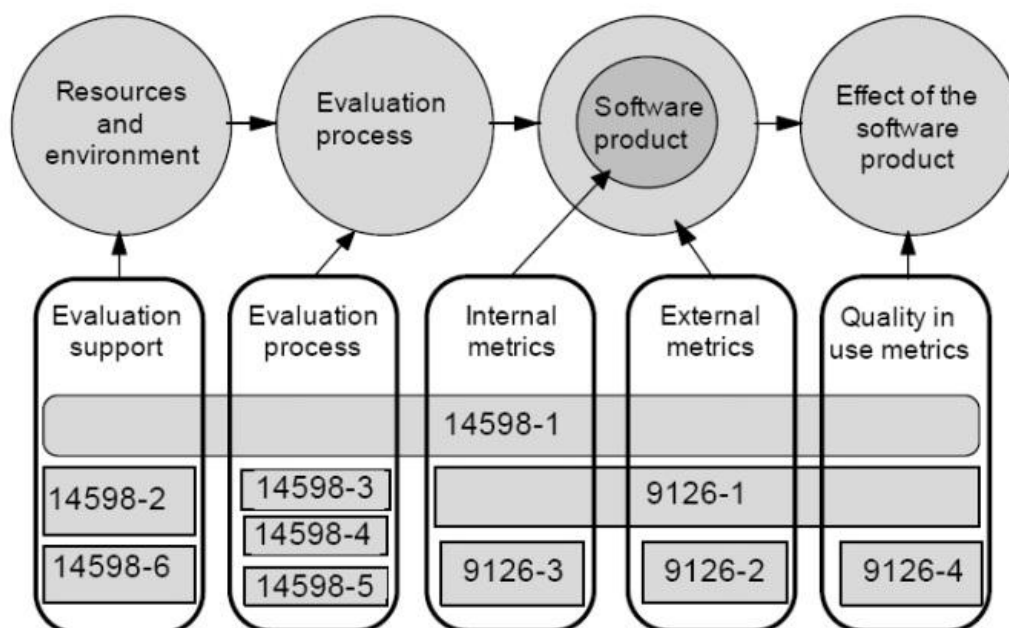 Resources
and
environment
Evaluation
process
Software
product
Effect of the
software
product
Evaluation
support
Evaluation
process
Internal
metrics
External
metrics
Quality in
use metrics
14598-1
14598-2
14598-6
14598-3
14598-4
14598-5
9126-1
9126-3
9126-2
9126-4